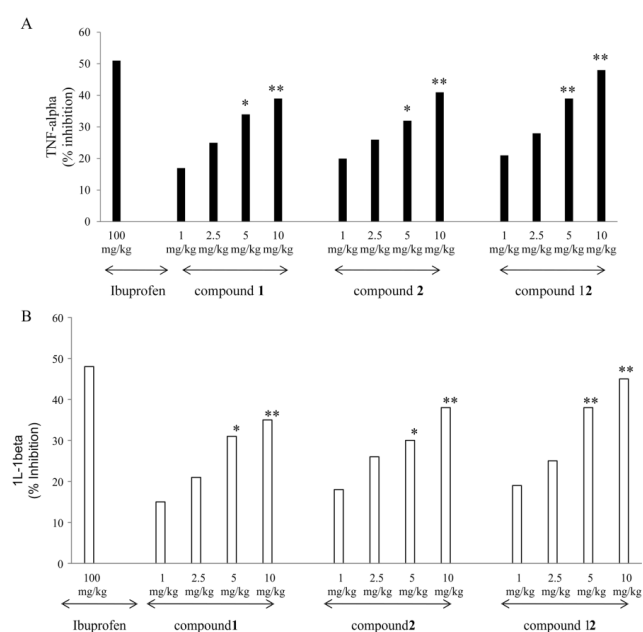 A
60
50
40
30
20
10
0
TNF-alpha
(% inhibition)
* ** * ** ** **
100 1 2.5 5 10 1 2.5 5 10 1 2.5 5 10
mg/kg mg/kg mg/kg mg/kg mg/kg mg/kg mg/kg mg/kg mg/kg mg/kg mg/kg mg/kg mg/kg
Ibuprofen compound 1 compound 2 compound 12
B
60
50
40
30
20
10
0
1L-1beta
(% Inhibition)
* ** * ** ** **
100 1 2.5 5 10 1 2.5 5 10 1 2.5 5 10
mg/kg mg/kg mg/kg mg/kg mg/kg mg/kg mg/kg mg/kg mg/kg mg/kg mg/kg mg/kg mg/kg
Ibuprofen compound1 compound2 compound 12